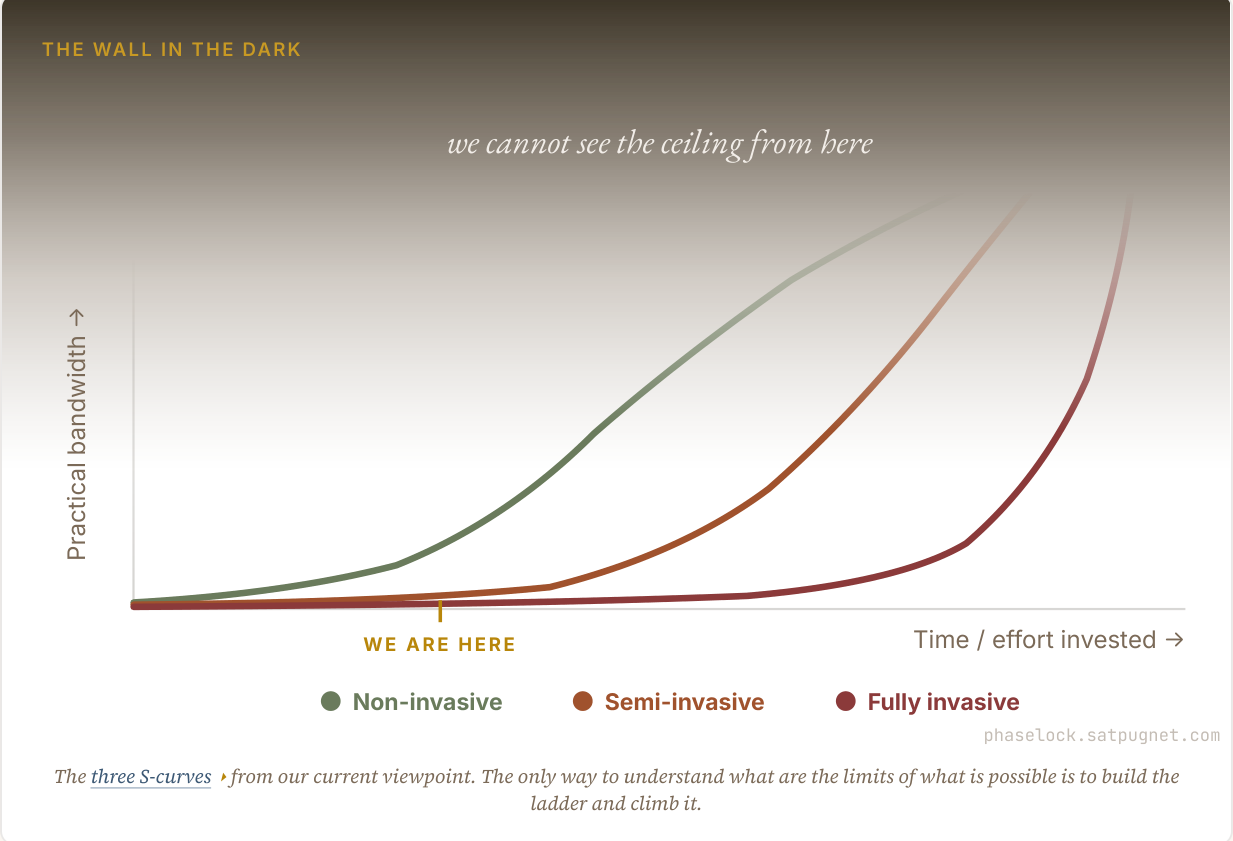 THE WALL IN THE DARK
we cannot see the ceiling from here
Practical bandwidth →
WE ARE HERE
Time / effort invested →
Non-invasive
Semi-invasive
Fully invasive
phaselock.satpugnet.com
The three S-curves ‣ from our current viewpoint. The only way to understand what are the limits of what is possible is to build the
ladder and climb it.